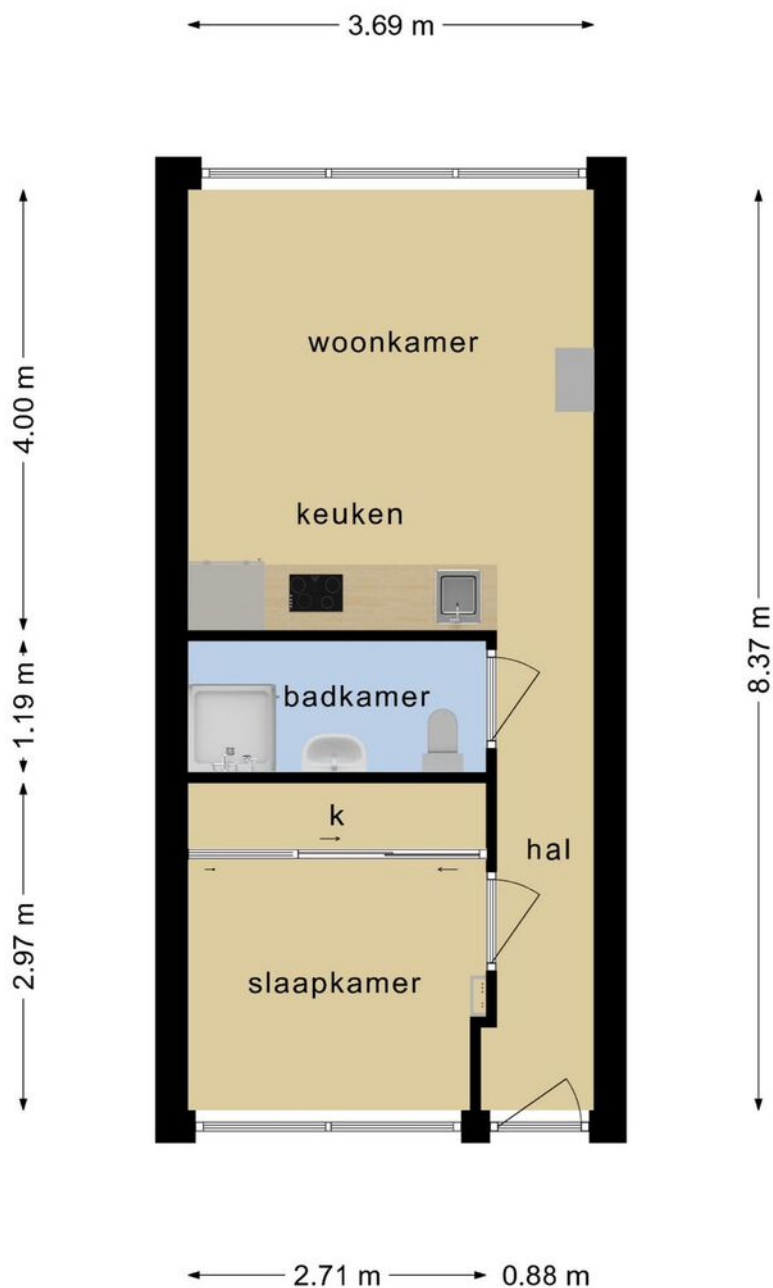 3.69 m
woonkamer
4.00 m
keuken
8.37 m
1.19 m
badkamer
k
hal
2.97 m
slaapkamer
2.71 m
0.88 m